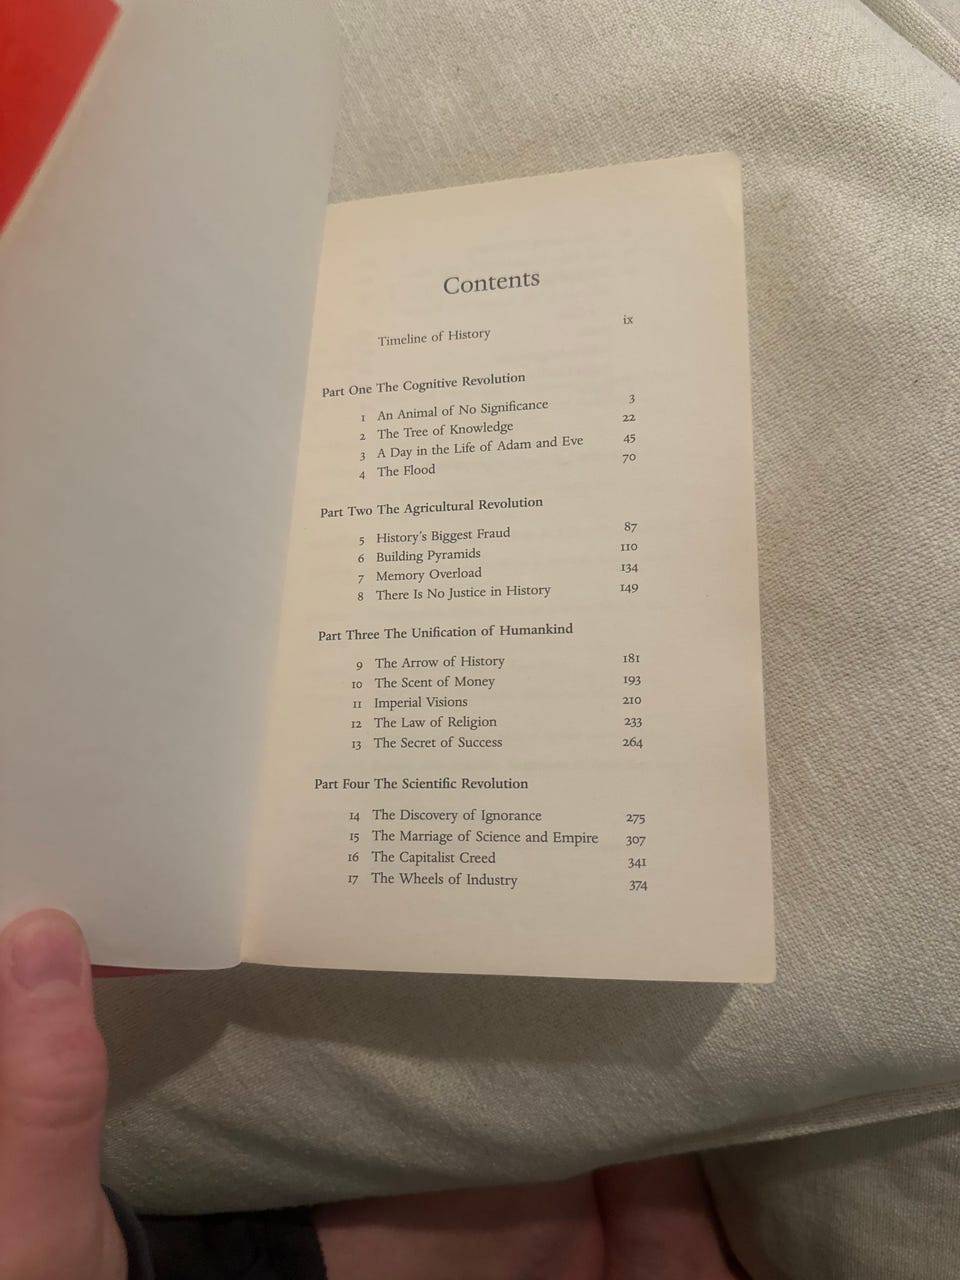 Contents
Timeline of History ix
Part One The Cognitive Revolution
1 An Animal of No Significance 3
2 The Tree of Knowledge 22
3 A Day in the Life of Adam and Eve 45
4 The Flood 70
Part Two The Agricultural Revolution
5 History's Biggest Fraud 87
6 Building Pyramids 110
7 Memory Overload 134
8 There Is No Justice in History 149
Part Three The Unification of Humankind
9 The Arrow of History 181
10 The Scent of Money 193
11 Imperial Visions 210
12 The Law of Religion 233
13 The Secret of Success 264
Part Four The Scientific Revolution
14 The Discovery of Ignorance 275
15 The Marriage of Science and Empire 307
16 The Capitalist Creed 341
17 The Wheels of Industry 374